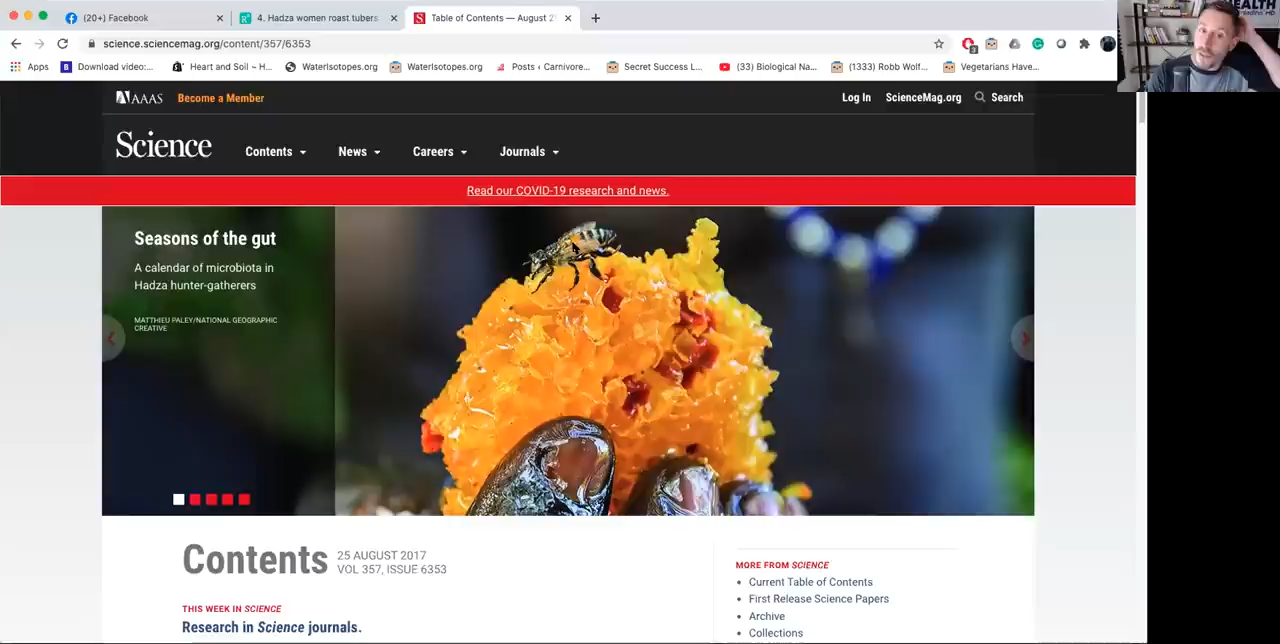 (20+) Facebook
4. Hadza women roast tubers
Table of Contents — August 2
science.sciencemag.org/content/357/6353
Apps
Download video:...
Heart and Soil – H...
WaterIsotopes.org
WaterIsotopes.org
Posts ‹ Carnivore...
Secret Success L...
(33) Biological Na...
(1333) Robb Wolf...
Vegetarians Have...
AAAS
Become a Member
Log In
ScienceMag.org
Search
Science
Contents
News
Careers
Journals
Read our COVID-19 research and news.
Seasons of the gut
A calendar of microbiota in
Hadza hunter-gatherers
MATTHIEU PALEY/NATIONAL GEOGRAPHIC
CREATIVE
Contents
25 AUGUST 2017
VOL 357, ISSUE 6353
THIS WEEK IN SCIENCE
Research in Science journals.
MORE FROM SCIENCE
Current Table of Contents
First Release Science Papers
Archive
Collections